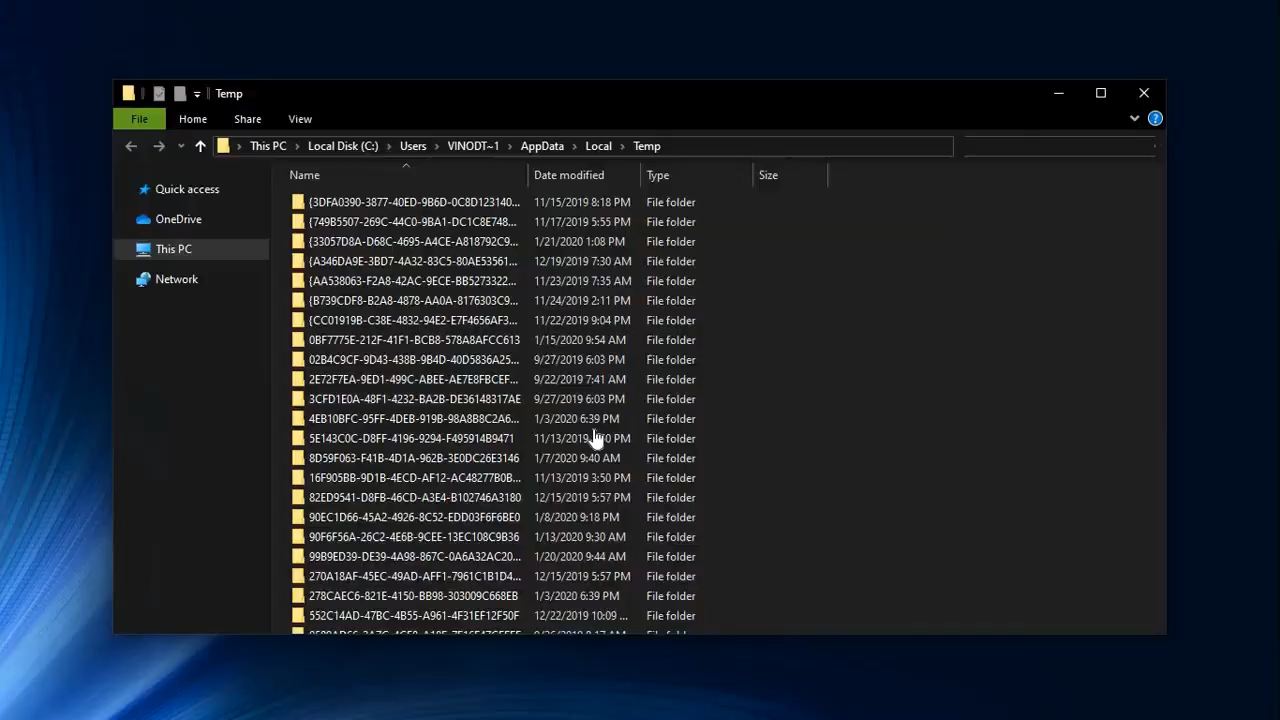 Temp
File Home Share View
This PC Local Disk (C:) Users VINODT~1 AppData Local Temp
Name Date modified Type Size
Quick access
OneDrive
This PC
Network
{3DFA0390-3877-40ED-9B6D-0C8D123140... 11/15/2019 8:18 PM File folder
{749B5507-269C-44C0-9BA1-DC1C8E748... 11/17/2019 5:55 PM File folder
{33057D8A-D68C-4695-A4CE-A818792C9... 1/21/2020 1:08 PM File folder
{A346DA9E-3BD7-4A32-83C5-80AE53561... 12/19/2019 7:30 AM File folder
{AA538063-F2A8-42AC-9ECE-BB5273322... 11/23/2019 7:35 AM File folder
{B739CDF8-B2A8-4878-AA0A-8176303C9... 11/24/2019 2:11 PM File folder
{CC01919B-C38E-4832-94E2-E7F4656AF3... 11/22/2019 9:04 PM File folder
0BF7775E-212F-41F1-BCB8-578A8AFCC613 1/15/2020 9:54 AM File folder
02B4C9CF-9D43-438B-9B4D-40D5836A25... 9/27/2019 6:03 PM File folder
2E72F7EA-9ED1-499C-ABEE-AE7E8FBCEF... 9/22/2019 7:41 AM File folder
3CFD1E0A-48F1-4232-BA2B-DE36148317AE 9/27/2019 6:03 PM File folder
4EB10BFC-95FF-4DEB-919B-98A8B8C2A6... 1/3/2020 6:39 PM File folder
5E143C0C-D8FF-4196-9294-F495914B9471 11/13/2019 PM File folder
8D59F063-F41B-4D1A-962B-3E0DC26E3146 1/7/2020 9:40 AM File folder
16F905BB-9D1B-4ECD-AF12-AC48277B0B... 11/13/2019 3:50 PM File folder
82ED9541-D8FB-46CD-A3E4-B102746A3180 12/15/2019 5:57 PM File folder
90EC1D66-45A2-4926-8C52-EDD03F6F6BE0 1/8/2020 9:18 PM File folder
90F6F56A-26C2-4E6B-9CEE-13EC108C9B36 1/13/2020 9:30 AM File folder
99B9ED39-DE39-4A98-867C-0A6A32AC20... 1/20/2020 9:44 AM File folder
270A18AF-45EC-49AD-AFF1-7961C1B1D4... 12/15/2019 5:57 PM File folder
278CAEC6-821E-4150-BB98-303009C668EB 1/3/2020 6:39 PM File folder
552C14AD-47BC-4B55-A961-4F31EF12F50F 12/22/2019 10:09 ... File folder